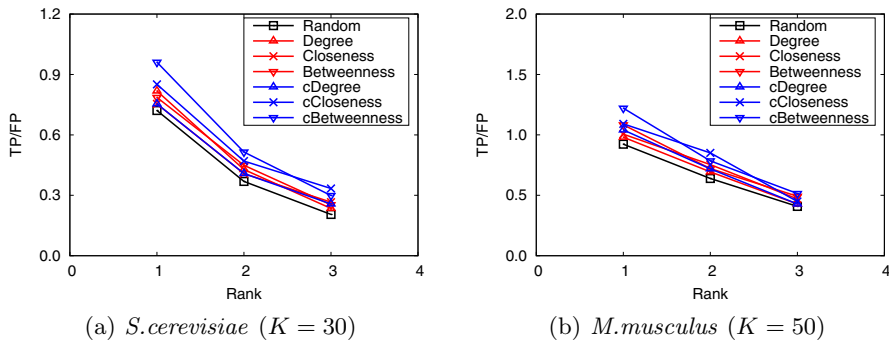 1.2
0.9
0.6
0.3
0.0
TP/FP
0 1 2 3 4
Rank
Random
Degree
Closeness
Betweenness
cDegree
cCloseness
cBetweenness
(a) S.cerevisiae (K = 30)
2.0
1.5
1.0
0.5
0.0
TP/FP
0 1 2 3 4
Rank
Random
Degree
Closeness
Betweenness
cDegree
cCloseness
cBetweenness
(b) M.musculus (K = 50)